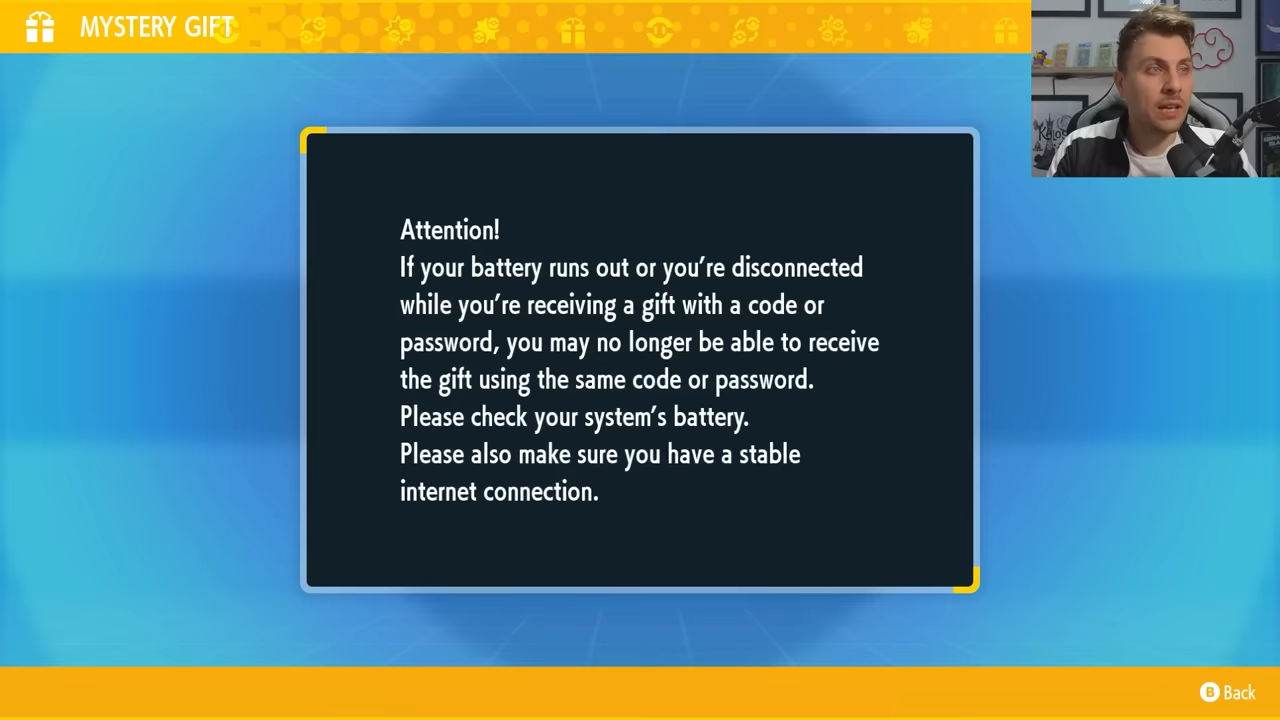 MYSTERY GIFT
Attention!
If your battery runs out or you're disconnected
while you're receiving a gift with a code or
password, you may no longer be able to receive
the gift using the same code or password.
Please check your system's battery.
Please also make sure you have a stable
internet connection.
B Back